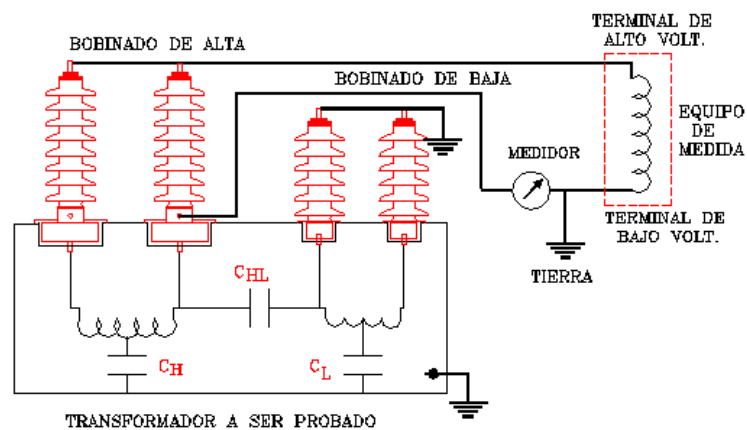 TERMINAL DE
ALTO VOLT.
BOBINADO DE ALTA
BOBINADO DE BAJA
EQUIPO
DE
MEDIDA
MEDIDOR
TERMINAL DE
BAJO VOLT.
TIERRA
CHL
CH
CL
TRANSFORMADOR A SER PROBADO